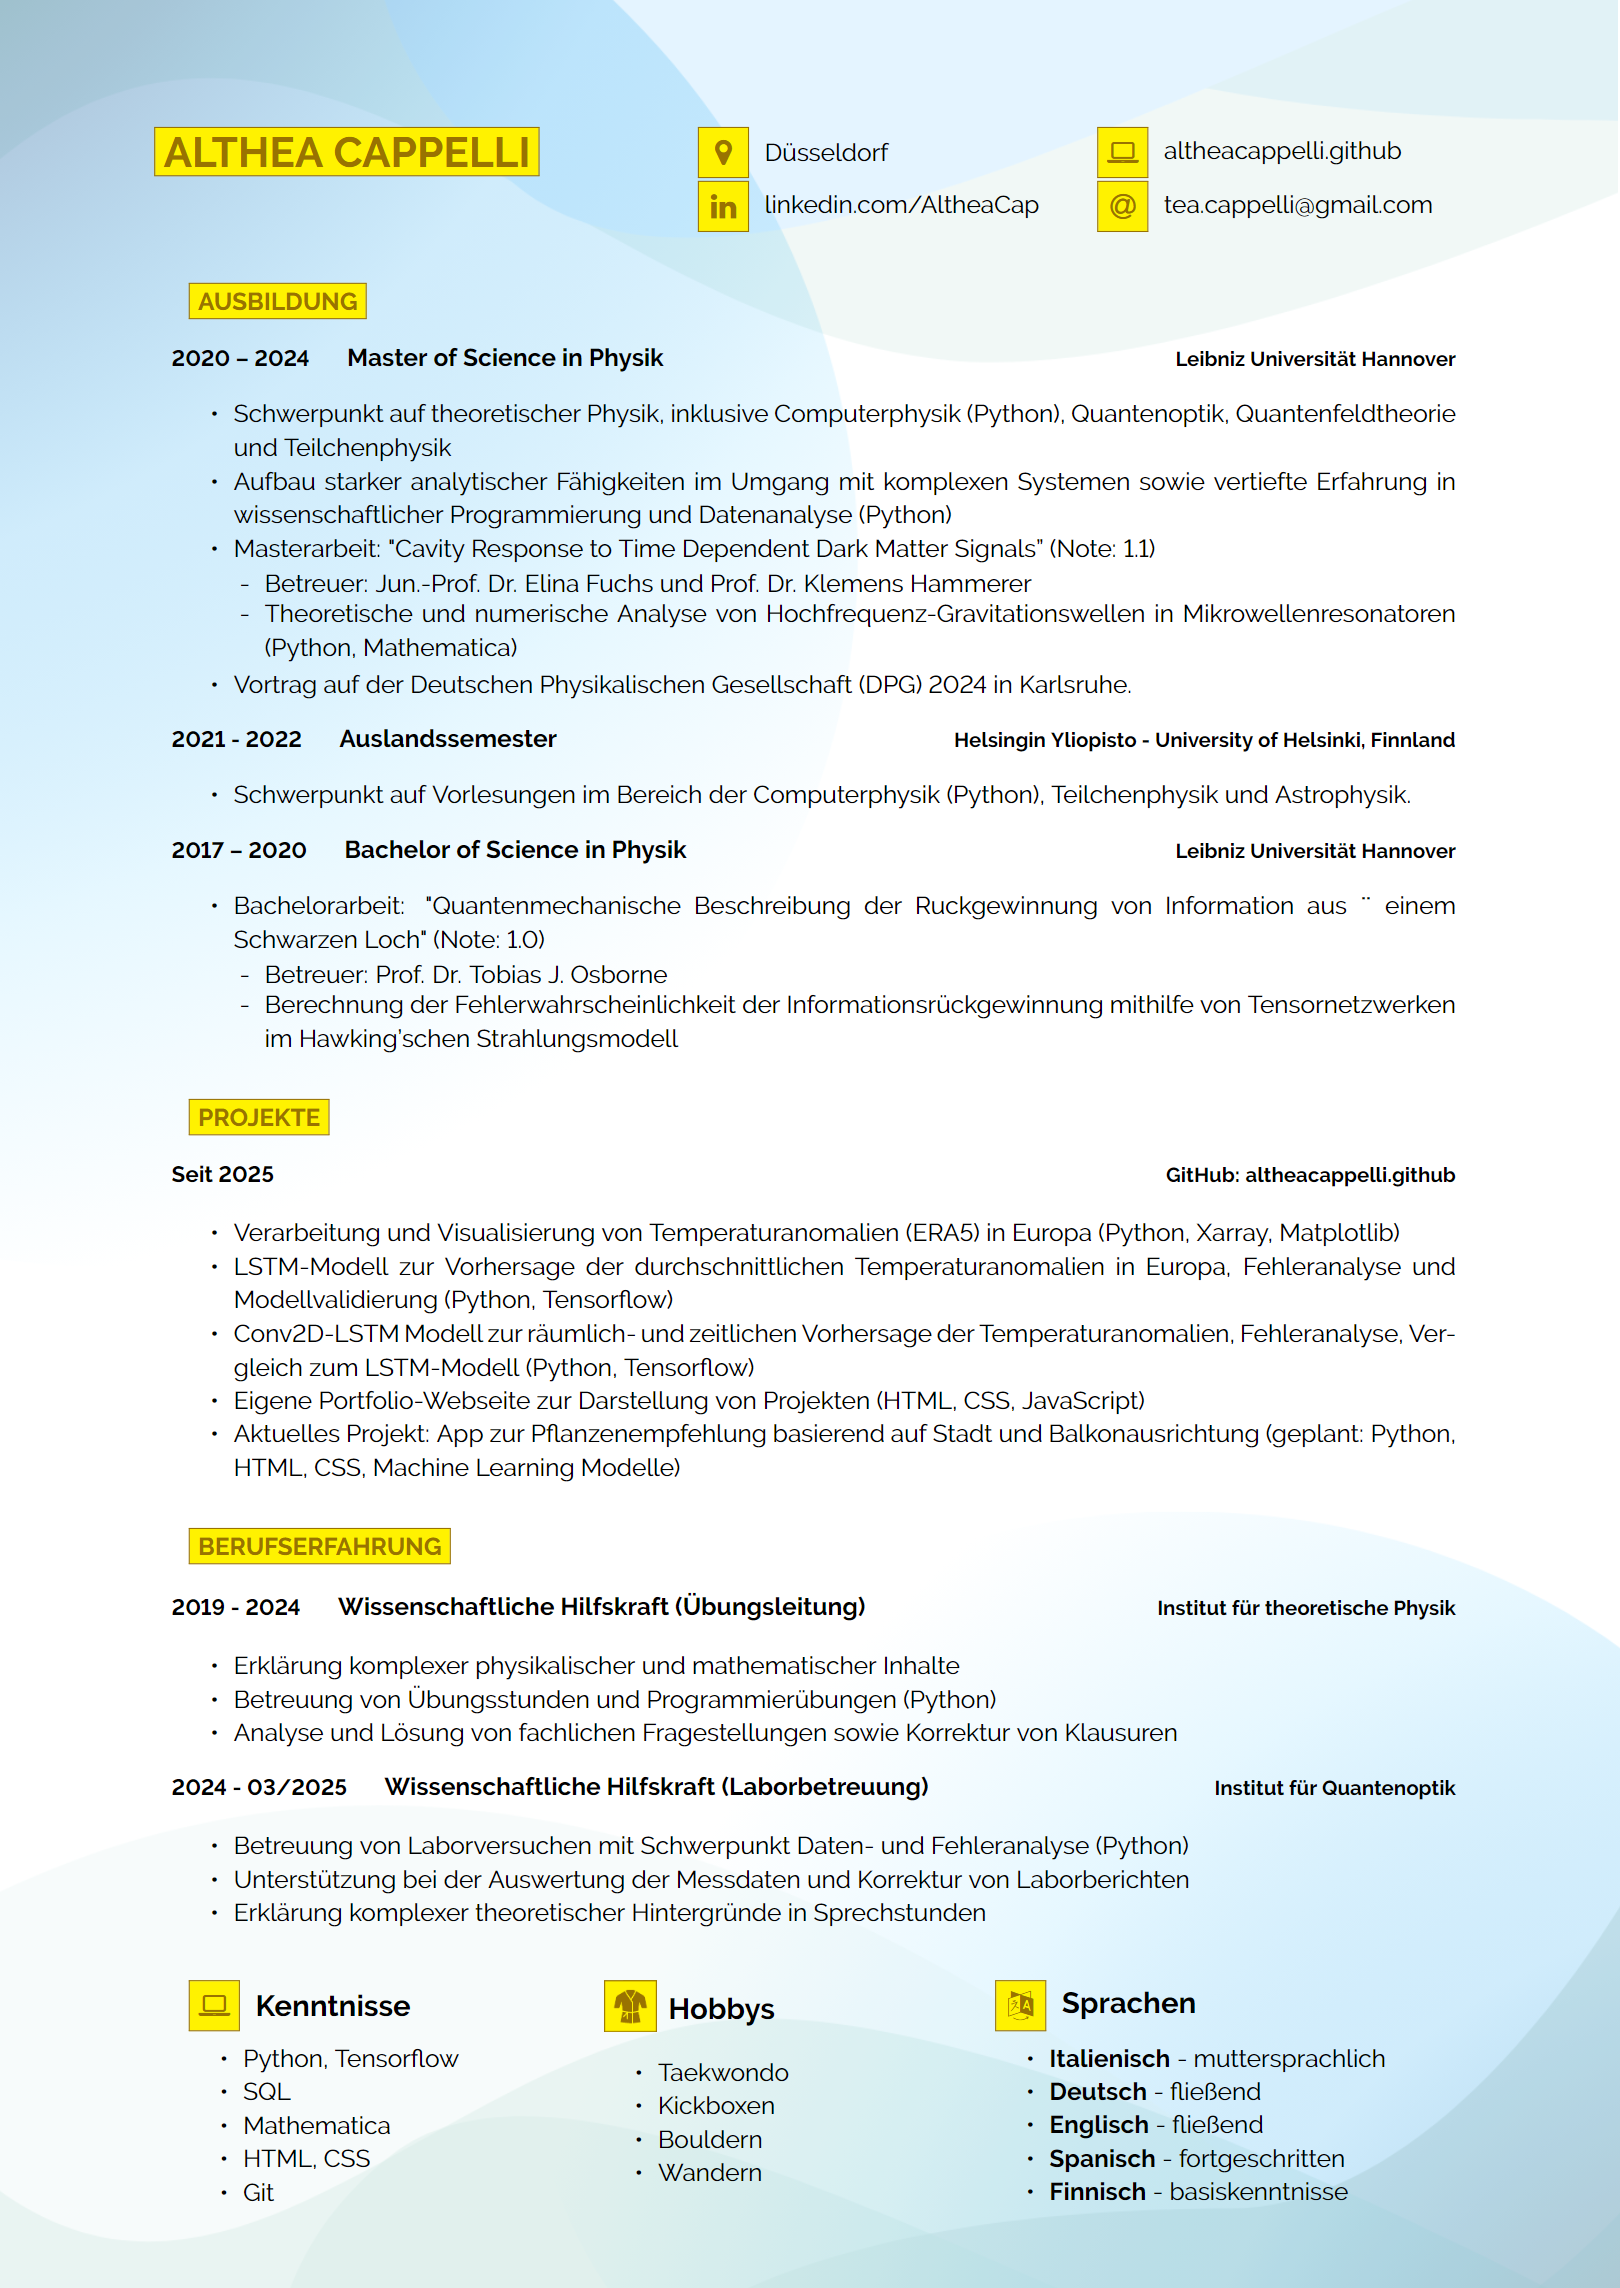 ALTHEA CAPPELLI
Düsseldorf
altheacappelli.github
linkedin.com/AltheaCap
tea.cappelli@gmail.com
AUSBILDUNG
2020 – 2024 Master of Science in Physik Leibniz Universität Hannover
• Schwerpunkt auf theoretischer Physik, inklusive Computerphysik (Python), Quantenoptik, Quantenfeldtheorie
und Teilchenphysik
• Aufbau starker analytischer Fähigkeiten im Umgang mit komplexen Systemen sowie vertiefte Erfahrung in
wissenschaftlicher Programmierung und Datenanalyse (Python)
• Masterarbeit: "Cavity Response to Time Dependent Dark Matter Signals” (Note: 1.1)
- Betreuer: Jun.-Prof. Dr. Elina Fuchs und Prof. Dr. Klemens Hammerer
- Theoretische und numerische Analyse von Hochfrequenz-Gravitationswellen in Mikrowellenresonatoren
(Python, Mathematica)
• Vortrag auf der Deutschen Physikalischen Gesellschaft (DPG) 2024 in Karlsruhe.
2021 - 2022 Auslandssemester Helsingin Yliopisto - University of Helsinki, Finnland
• Schwerpunkt auf Vorlesungen im Bereich der Computerphysik (Python), Teilchenphysik und Astrophysik.
2017 – 2020 Bachelor of Science in Physik Leibniz Universität Hannover
• Bachelorarbeit: "Quantenmechanische Beschreibung der Ruckgewinnung von Information aus ¨ einem
Schwarzen Loch" (Note: 1.0)
- Betreuer: Prof. Dr. Tobias J. Osborne
- Berechnung der Fehlerwahrscheinlichkeit der Informationsrückgewinnung mithilfe von Tensornetzwerken
im Hawking’schen Strahlungsmodell
PROJEKTE
Seit 2025 GitHub: altheacappelli.github
• Verarbeitung und Visualisierung von Temperaturanomalien (ERA5) in Europa (Python, Xarray, Matplotlib)
• LSTM-Modell zur Vorhersage der durchschnittlichen Temperaturanomalien in Europa, Fehleranalyse und
Modellvalidierung (Python, Tensorflow)
• Conv2D-LSTM Modell zur räumlich- und zeitlichen Vorhersage der Temperaturanomalien, Fehleranalyse, Ver-
gleich zum LSTM-Modell (Python, Tensorflow)
• Eigene Portfolio-Webseite zur Darstellung von Projekten (HTML, CSS, JavaScript)
• Aktuelles Projekt: App zur Pflanzenempfehlung basierend auf Stadt und Balkonausrichtung (geplant: Python,
HTML, CSS, Machine Learning Modelle)
BERUFSERFAHRUNG
2019 - 2024 Wissenschaftliche Hilfskraft (Übungsleitung) Institut für theoretische Physik
• Erklärung komplexer physikalischer und mathematischer Inhalte
• Betreuung von Übungsstunden und Programmierübungen (Python)
• Analyse und Lösung von fachlichen Fragestellungen sowie Korrektur von Klausuren
2024 - 03/2025 Wissenschaftliche Hilfskraft (Laborbetreuung) Institut für Quantenoptik
• Betreuung von Laborversuchen mit Schwerpunkt Daten- und Fehleranalyse (Python)
• Unterstützung bei der Auswertung der Messdaten und Korrektur von Laborberichten
• Erklärung komplexer theoretischer Hintergründe in Sprechstunden
Kenntnisse
• Python, Tensorflow
• SQL
• Mathematica
• HTML, CSS
• Git
Hobbys
• Taekwondo
• Kickboxen
• Bouldern
• Wandern
Sprachen
• Italienisch - muttersprachlich
• Deutsch - fließend
• Englisch - fließend
• Spanisch - fortgeschritten
• Finnisch - basiskenntnisse